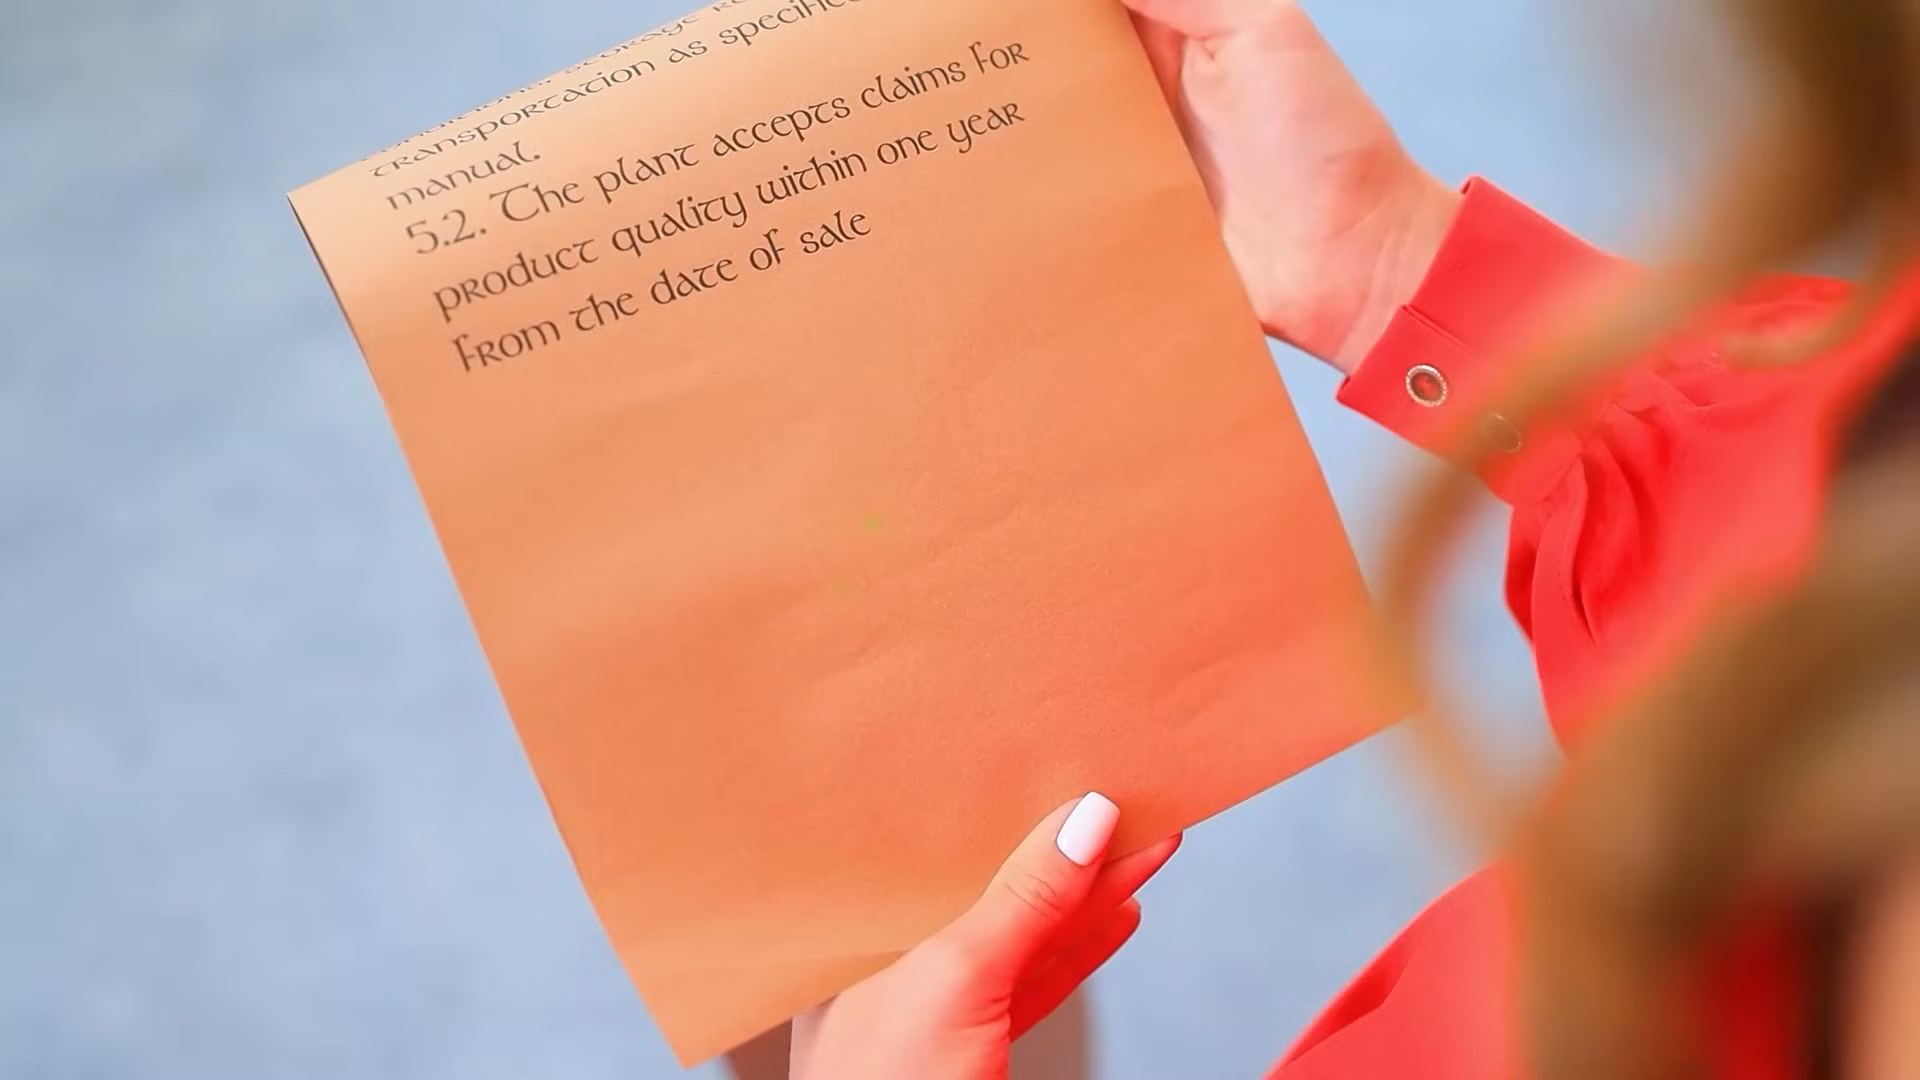 storage
transportation as specified
manual.
5.2. The plant accepts claims for
product quality within one year
from the date of sale